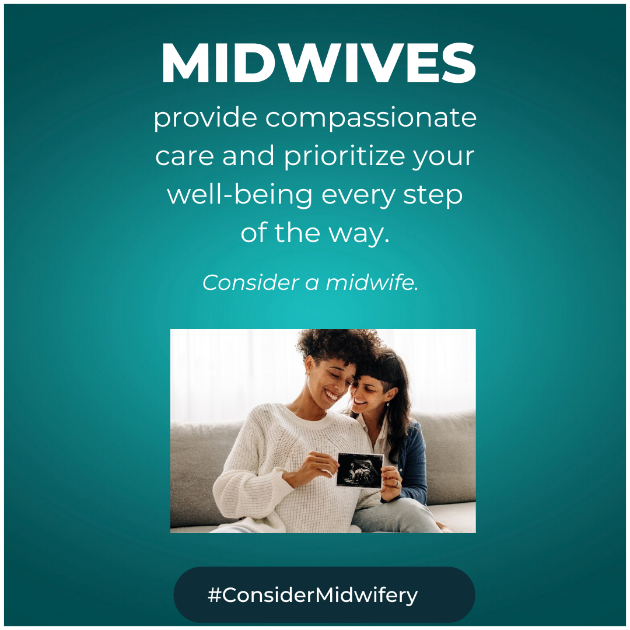 MIDWIVES
provide compassionate
care and prioritize your
well-being every step
of the way.
Consider a midwife.
#ConsiderMidwifery